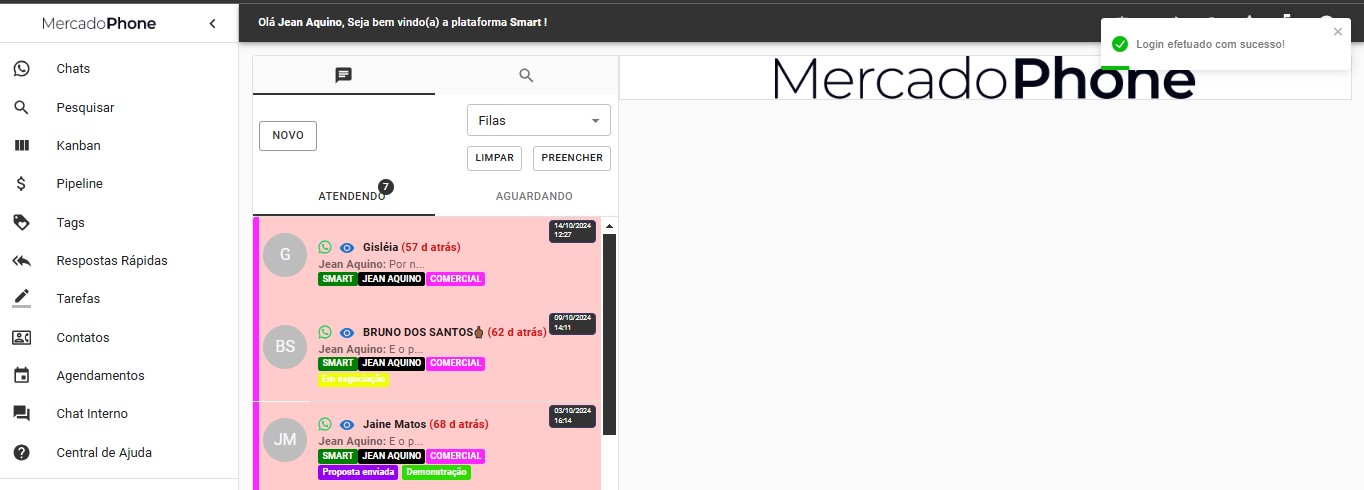 MercadoPhone
Olá Jean Aquino, Seja bem vindo(a) a plataforma Smart !
Login efetuado com sucesso!
Chats
Pesquisar
Kanban
Pipeline
Tags
Respostas Rápidas
Tarefas
Contatos
Agendamentos
Chat Interno
Central de Ajuda
NOVO
Filas
LIMPAR PREENCHER
ATENDENDO 7 AGUARDANDO
14/10/2024
12:27
G
Gisléia (57 d atrás)
Jean Aquino: Por n...
SMART JEAN AQUINO COMERCIAL
09/10/2024
14:11
BS
BRUNO DOS SANTOS (62 d atrás)
Jean Aquino: E o p...
SMART JEAN AQUINO COMERCIAL
Em negociação
03/10/2024
16:14
JM
Jaine Matos (68 d atrás)
Jean Aquino: E o p...
SMART JEAN AQUINO COMERCIAL
Proposta enviada Demonstração
MercadoPhone